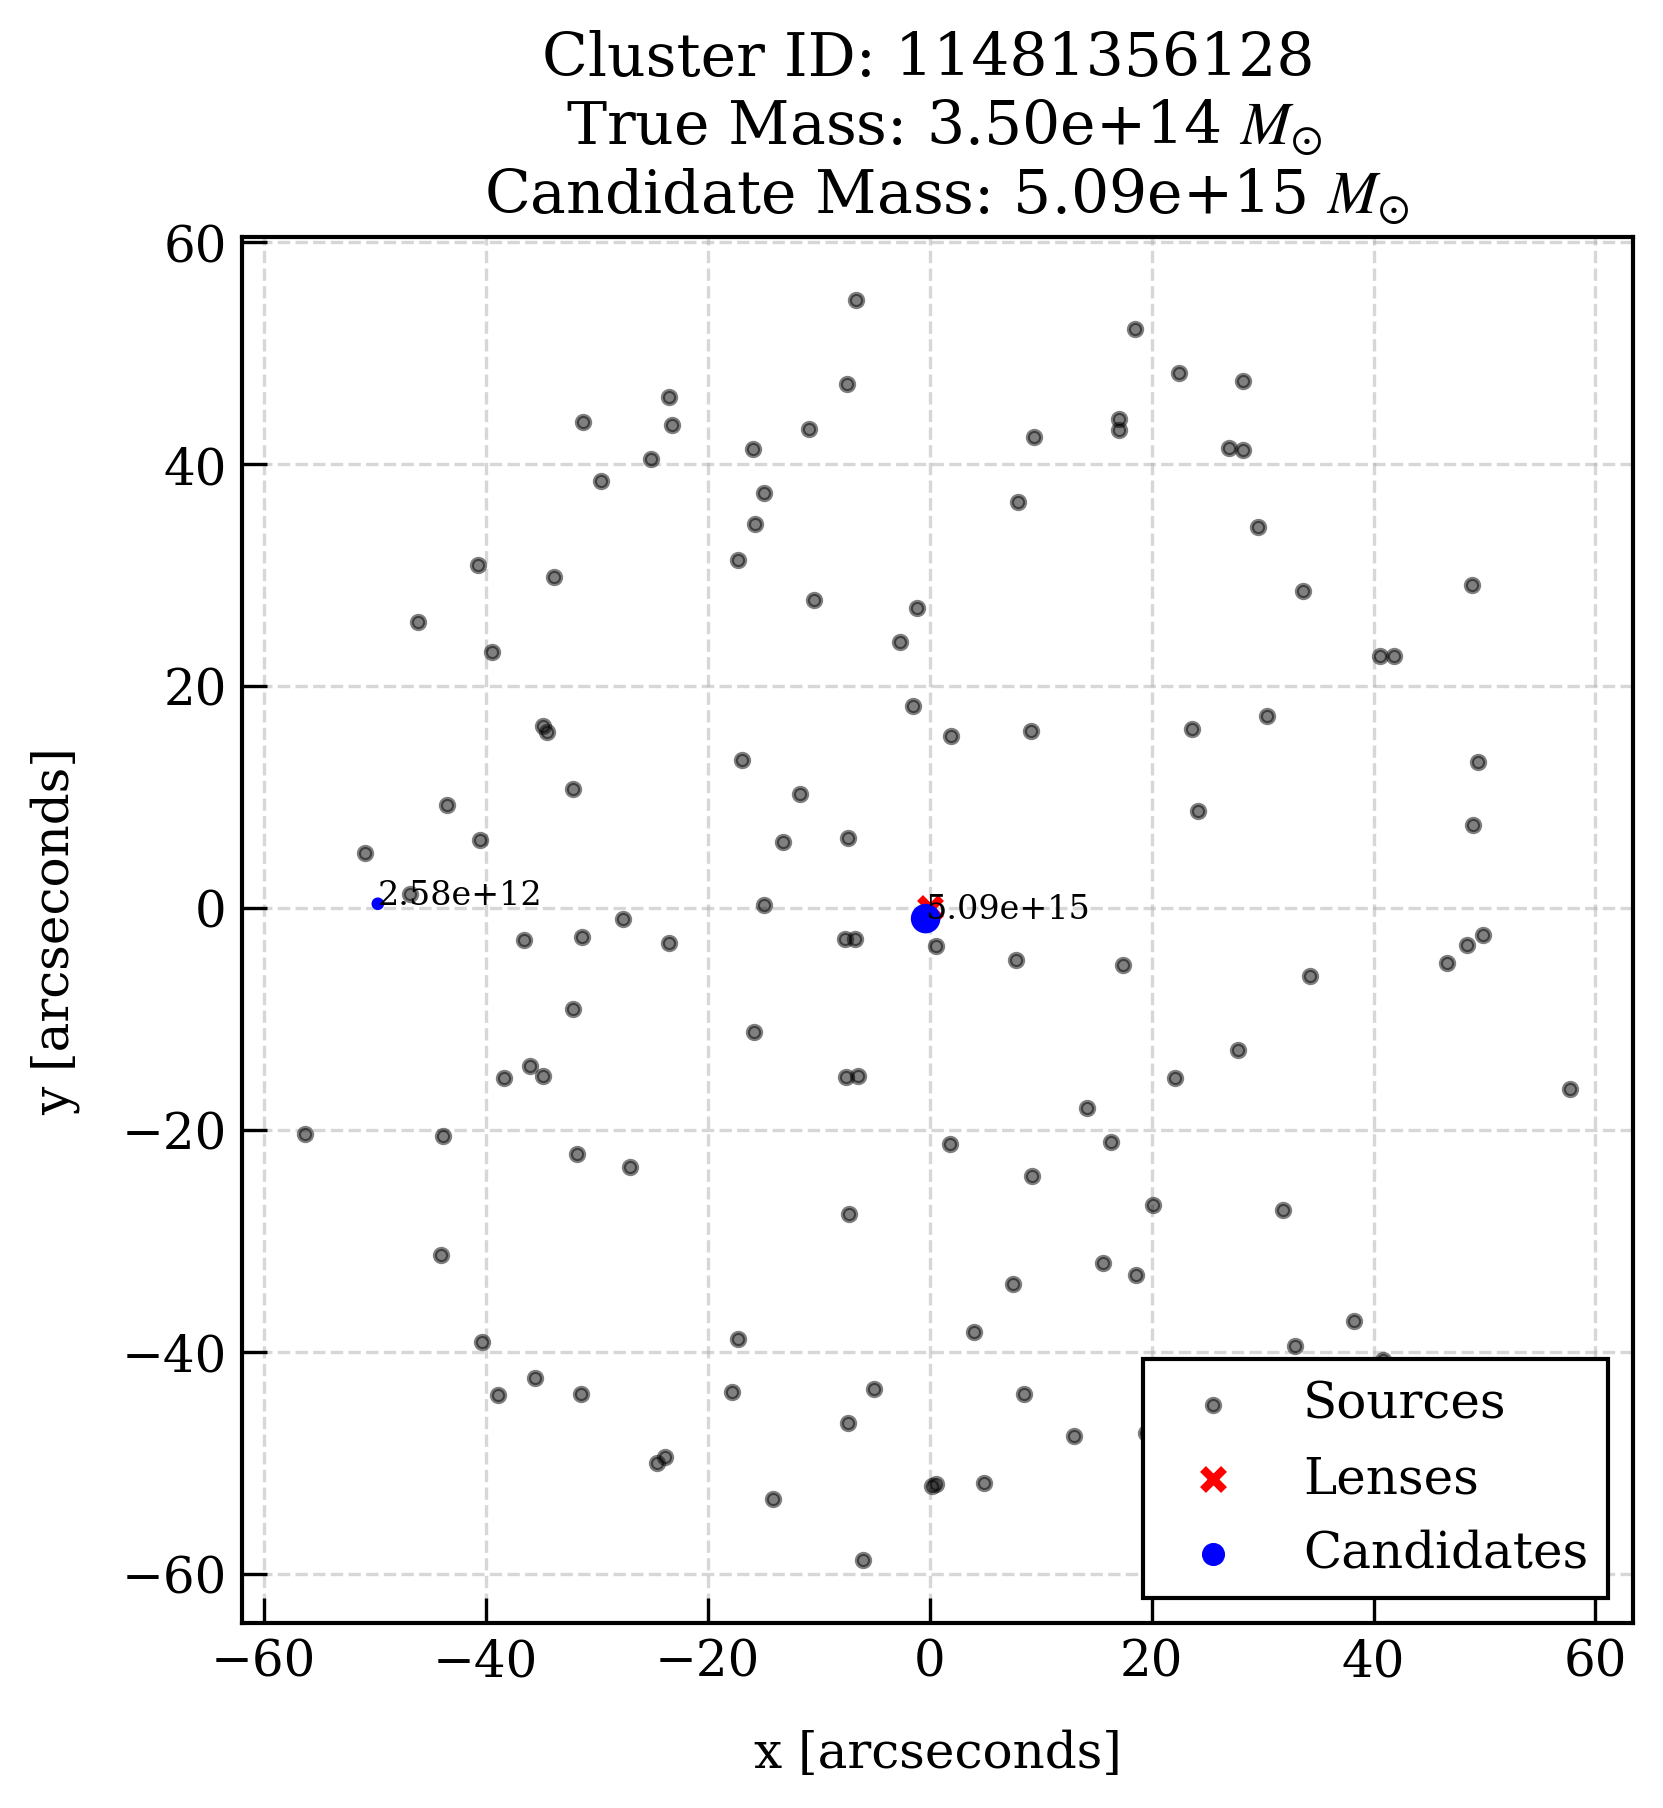 Cluster ID: 11481356128
True Mass: 3.50e+14 M⊙
Candidate Mass: 5.09e+15 M⊙
60
40
20
0
−20
−40
−60
y [arcseconds]
2.58e+12
5.09e+15
Sources
Lenses
Candidates
−60 −40 −20 0 20 40 60
x [arcseconds]